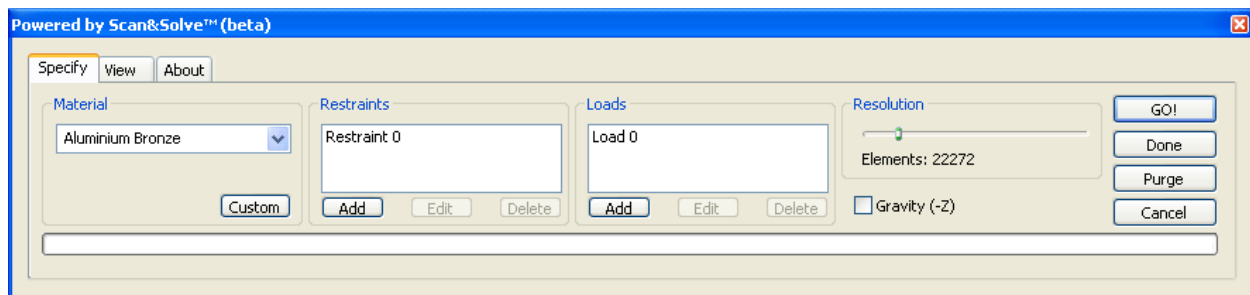 Powered by Scan&Solve™ (beta)
Specify View About
Material
Aluminium Bronze
Custom
Restraints
Restraint 0
Add Edit Delete
Loads
Load 0
Add Edit Delete
Resolution
Elements: 22272
Gravity (-Z)
GO!
Done
Purge
Cancel